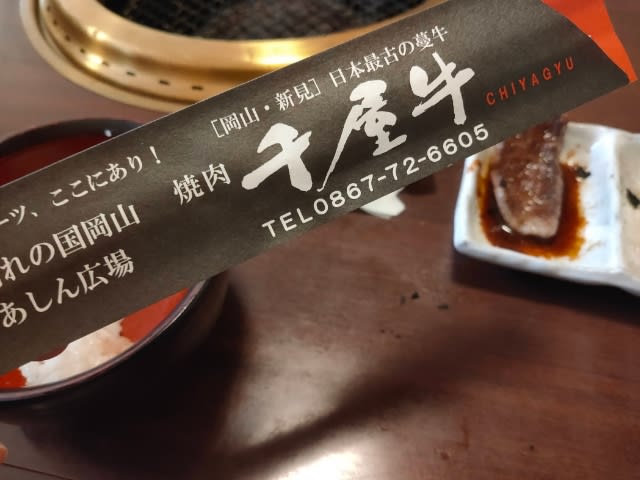 [岡山・新見]日本最古の蔓牛
焼肉 千屋牛 CHIYAGYU
TEL0867-72-6605
ーツ、ここにあり!
れの国岡山
あしん広場